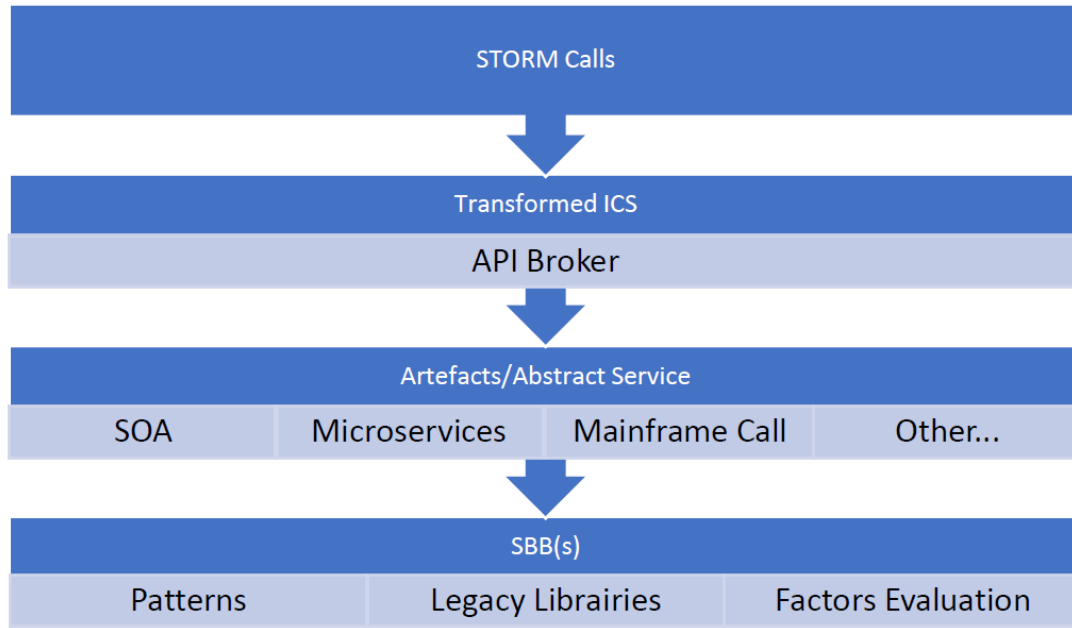 STORM Calls
Transformed ICS
API Broker
Artefacts/Abstract Service
SOA Microservices Mainframe Call Other...
SBB(s)
Patterns Legacy Librairies Factors Evaluation